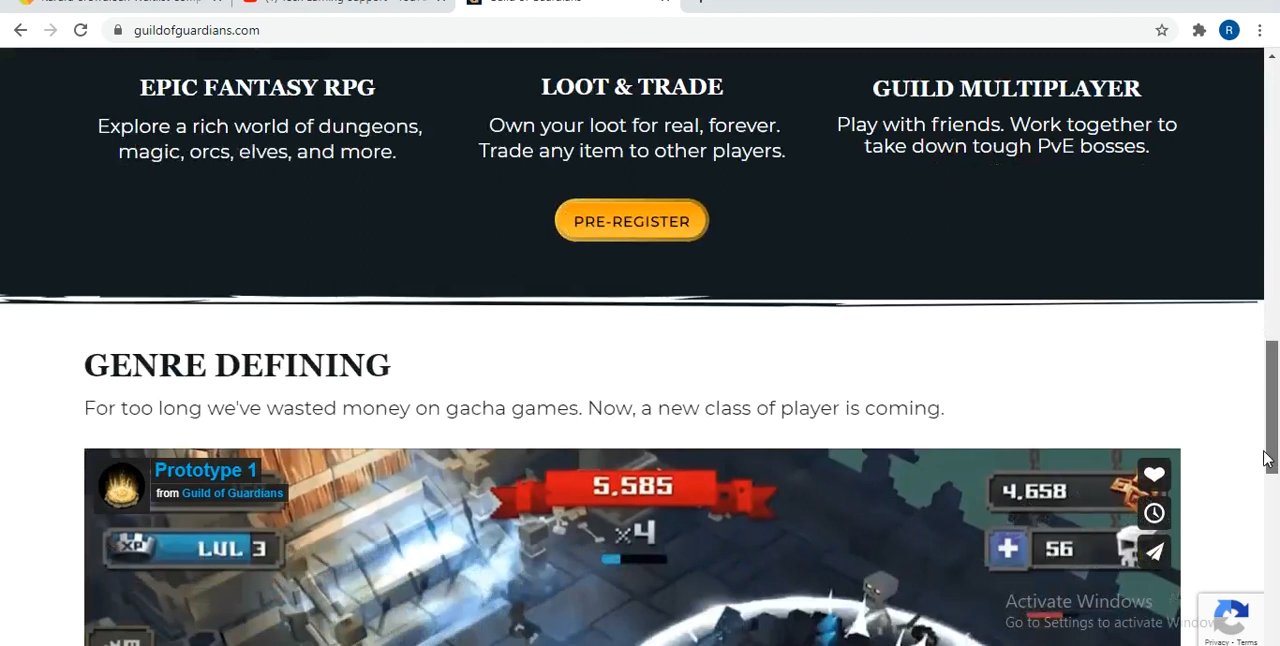 guildofguardians.com
R
EPIC FANTASY RPG
Explore a rich world of dungeons,
magic, orcs, elves, and more.
LOOT & TRADE
Own your loot for real, forever.
Trade any item to other players.
GUILD MULTIPLAYER
Play with friends. Work together to
take down tough PvE bosses.
PRE-REGISTER
GENRE DEFINING
For too long we've wasted money on gacha games. Now, a new class of player is coming.
Prototype 1
from Guild of Guardians
XP LVL 3
5,585
x4
4,658
56
Activate Windows
Go to Settings to activate Windows
Privacy - Terms